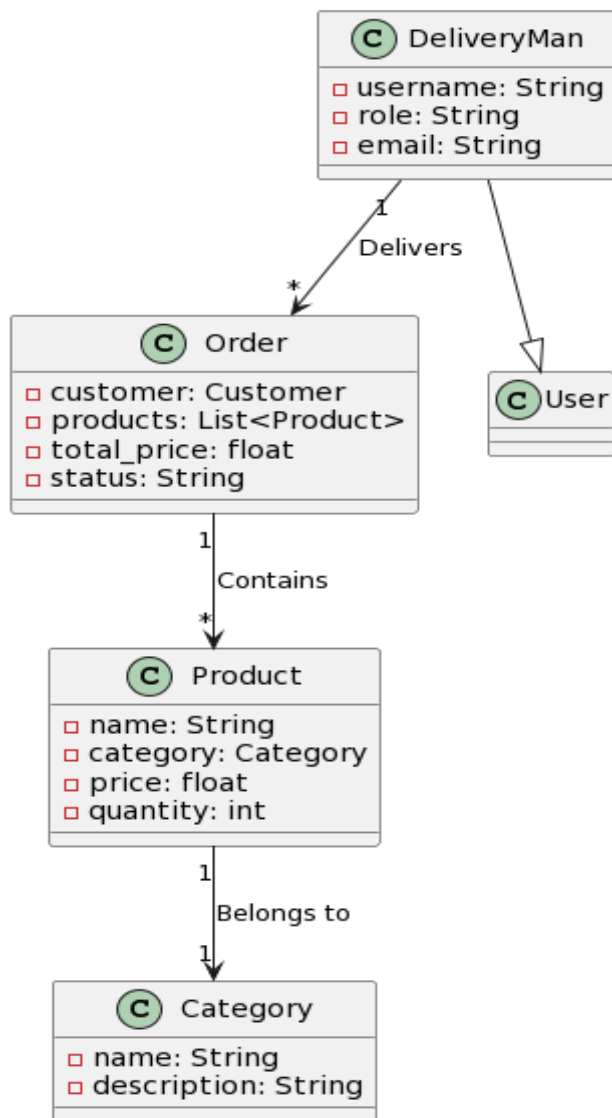 C DeliveryMan
username: String
role: String
email: String
1
Delivers
*
C Order
customer: Customer
products: List<Product>
total_price: float
status: String
C User
1
Contains
*
C Product
name: String
category: Category
price: float
quantity: int
1
Belongs to
1
C Category
name: String
description: String